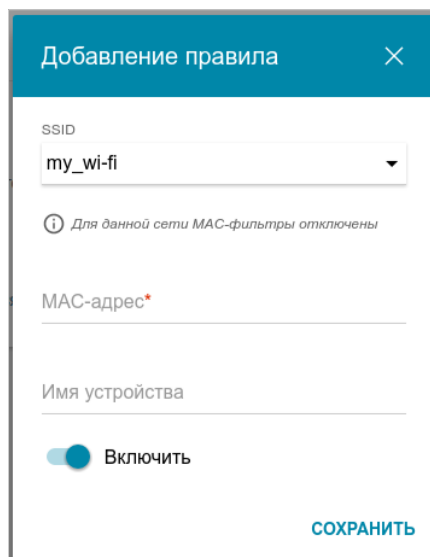 Добавление правила
SSID
my_wi-fi
Для данной сети MAC-фильтры отключены
MAC-адрес*
Имя устройства
Включить
СОХРАНИТЬ